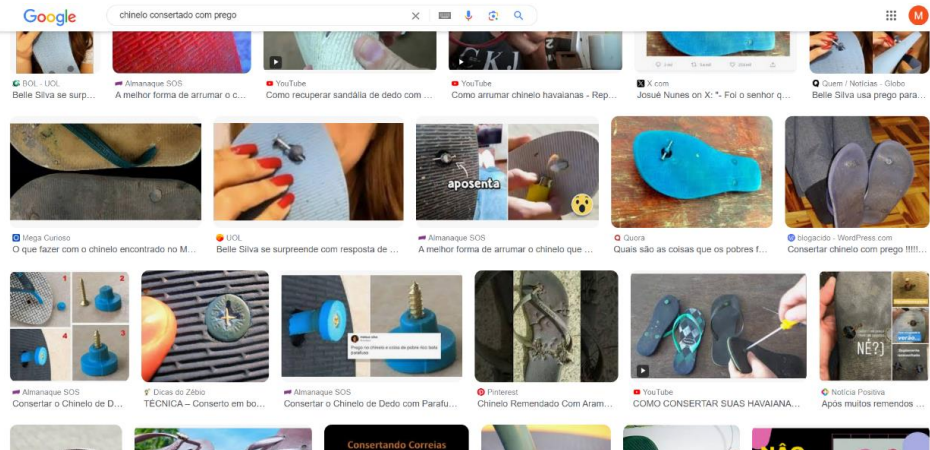 Google
chinelo consertado com prego
M
BOL - UOL
Belle Silva se surp...
Almanaque SOS
A melhor forma de arrumar o c...
YouTube
Como recuperar sandália de dedo com ...
YouTube
Como arrumar chinelo havaianas - Rep...
X.com
Josué Nunes on X: "- Foi o senhor q...
Quem / Notícias - Globo
Belle Silva usa prego para...
aposenta
Mega Curioso
O que fazer com o chinelo encontrado no M...
UOL
Belle Silva se surpreende com resposta de ...
Almanaque SOS
A melhor forma de arrumar o chinelo que ...
Quora
Quais são as coisas que os pobres f...
blogacido - WordPress.com
Consertar chinelo com prego !!!!!...
1
2
4
3
NÉ?)
Almanaque SOS
Consertar o Chinelo de D...
Dicas do Zébio
TÉCNICA – Conserto em bo...
Almanaque SOS
Consertar o Chinelo de Dedo com Parafu...
Pinterest
Chinelo Remendado Com Aram...
YouTube
COMO CONSERTAR SUAS HAVAIANA...
Notícia Positiva
Após muitos remendos ...
Consertando Correias
NÃO